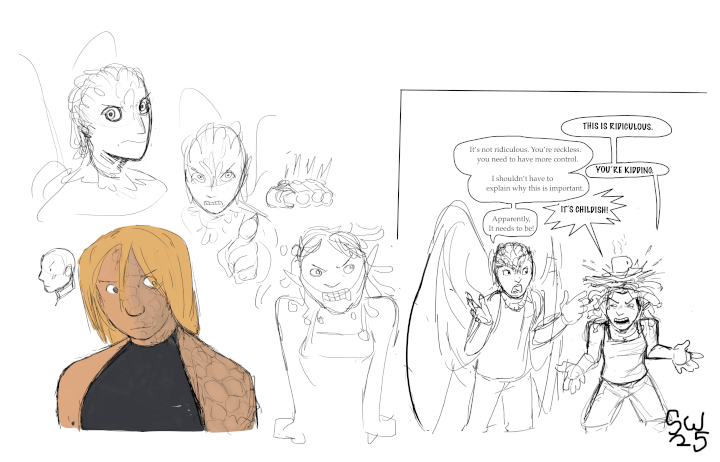 THIS IS RIDICULOUS.
It's not ridiculous. You're reckless.
you need to have more control.
I shouldn't have to
explain why this is important.
YOU'RE KIDDING.
IT'S CHILDISH!
Apparently,
It needs to be!
SW
25